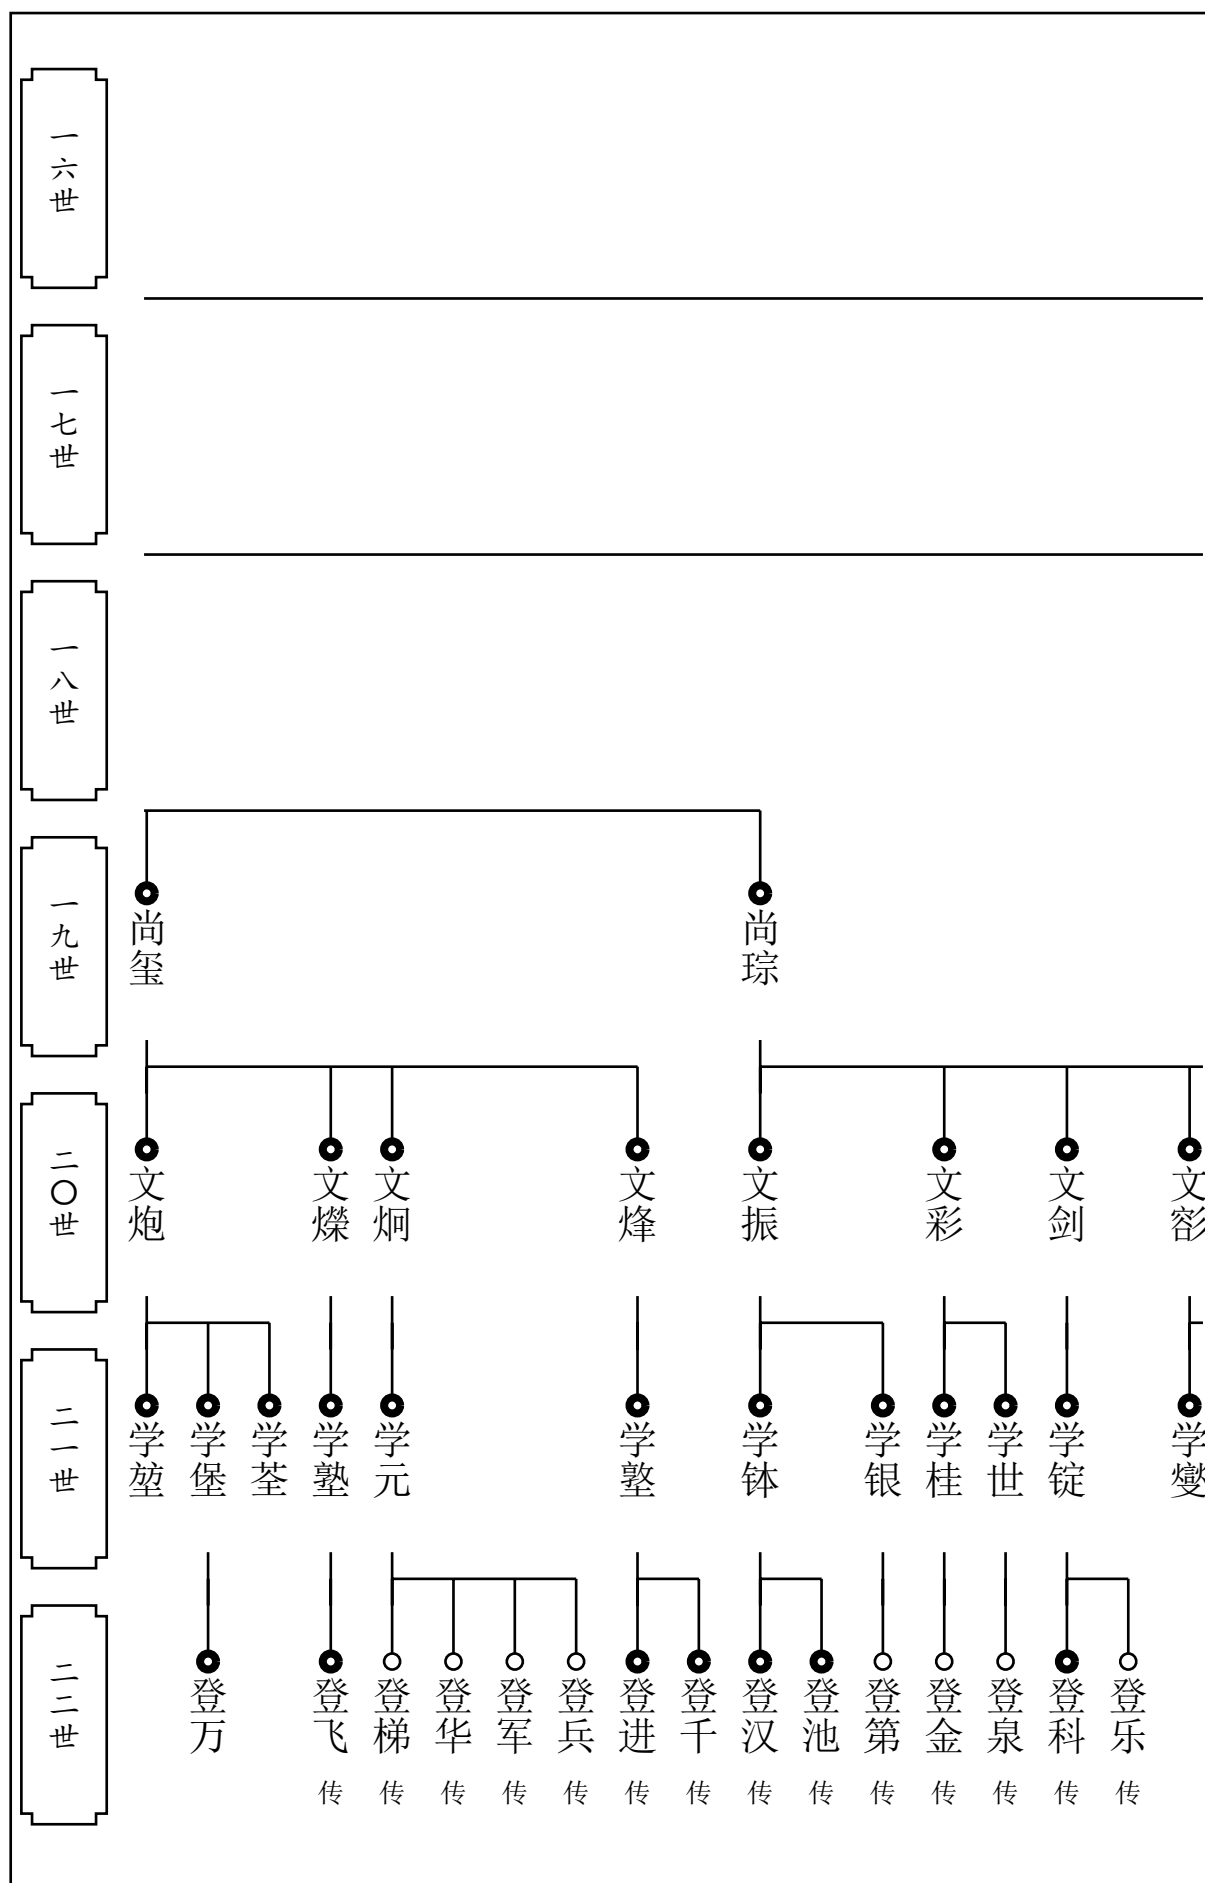 一六世
一七世
一八世
一九世
尚玺
尚琮
二〇世
文炮
文爍
文炯
文烽
文振
文彩
文剑
二一世
学堃
学堡
学荃
学塾
学元
学墪
学钵
学银
学桂
学世
学锭
学燮
二二世
登万
登飞
登梯
登华
登军
登兵
登进
登千
登汉
登池
登第
登金
登泉
登科
登乐
传 传 传 传 传 传 传 传 传 传 传 传 传 传